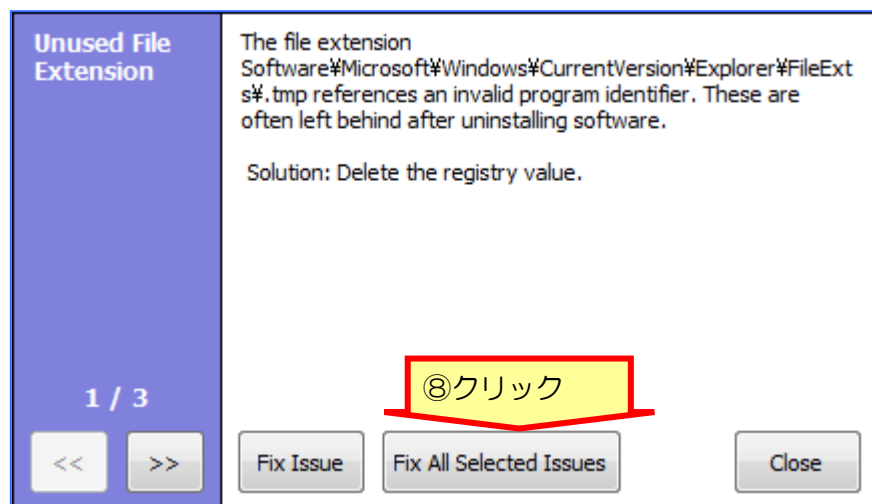 Unused File
Extension
The file extension
Software¥Microsoft¥Windows¥CurrentVersion¥Explorer¥FileExt
s¥.tmp references an invalid program identifier. These are
often left behind after uninstalling software.
Solution: Delete the registry value.
⑧クリック
1 / 3
<<
>>
Fix Issue
Fix All Selected Issues
Close